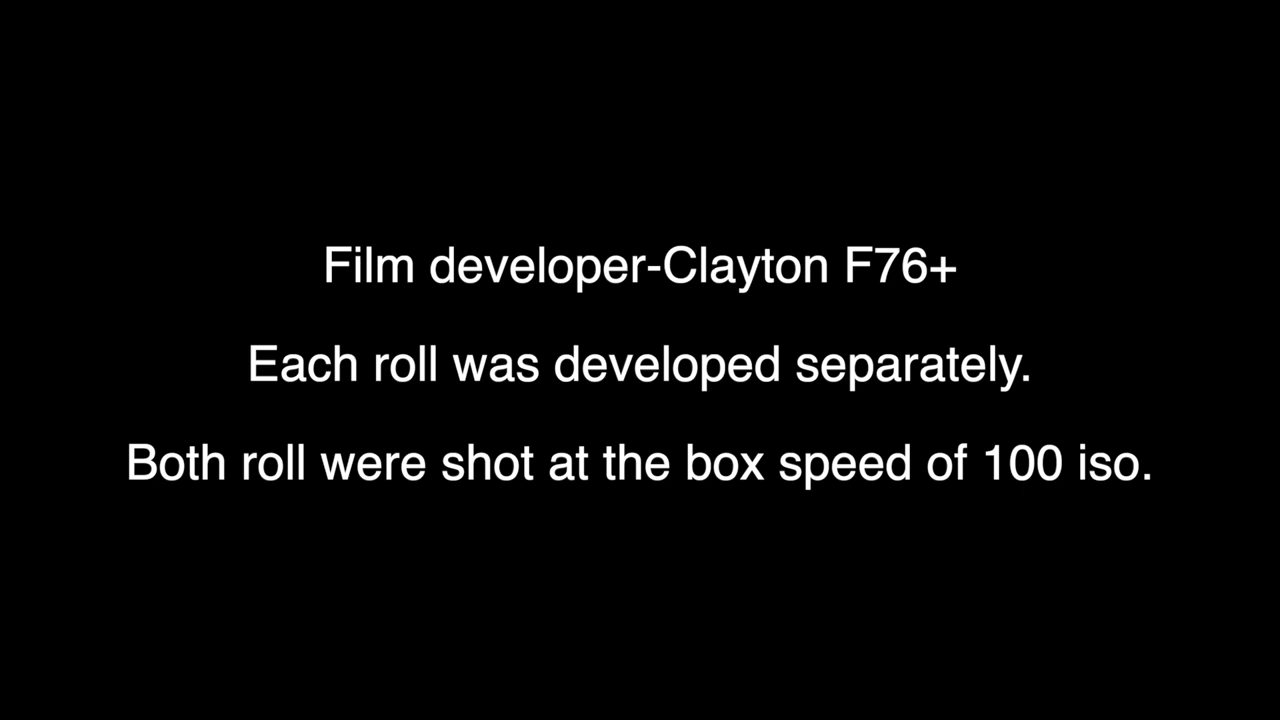 Film developer-Clayton F76+
Each roll was developed separately.
Both roll were shot at the box speed of 100 iso.